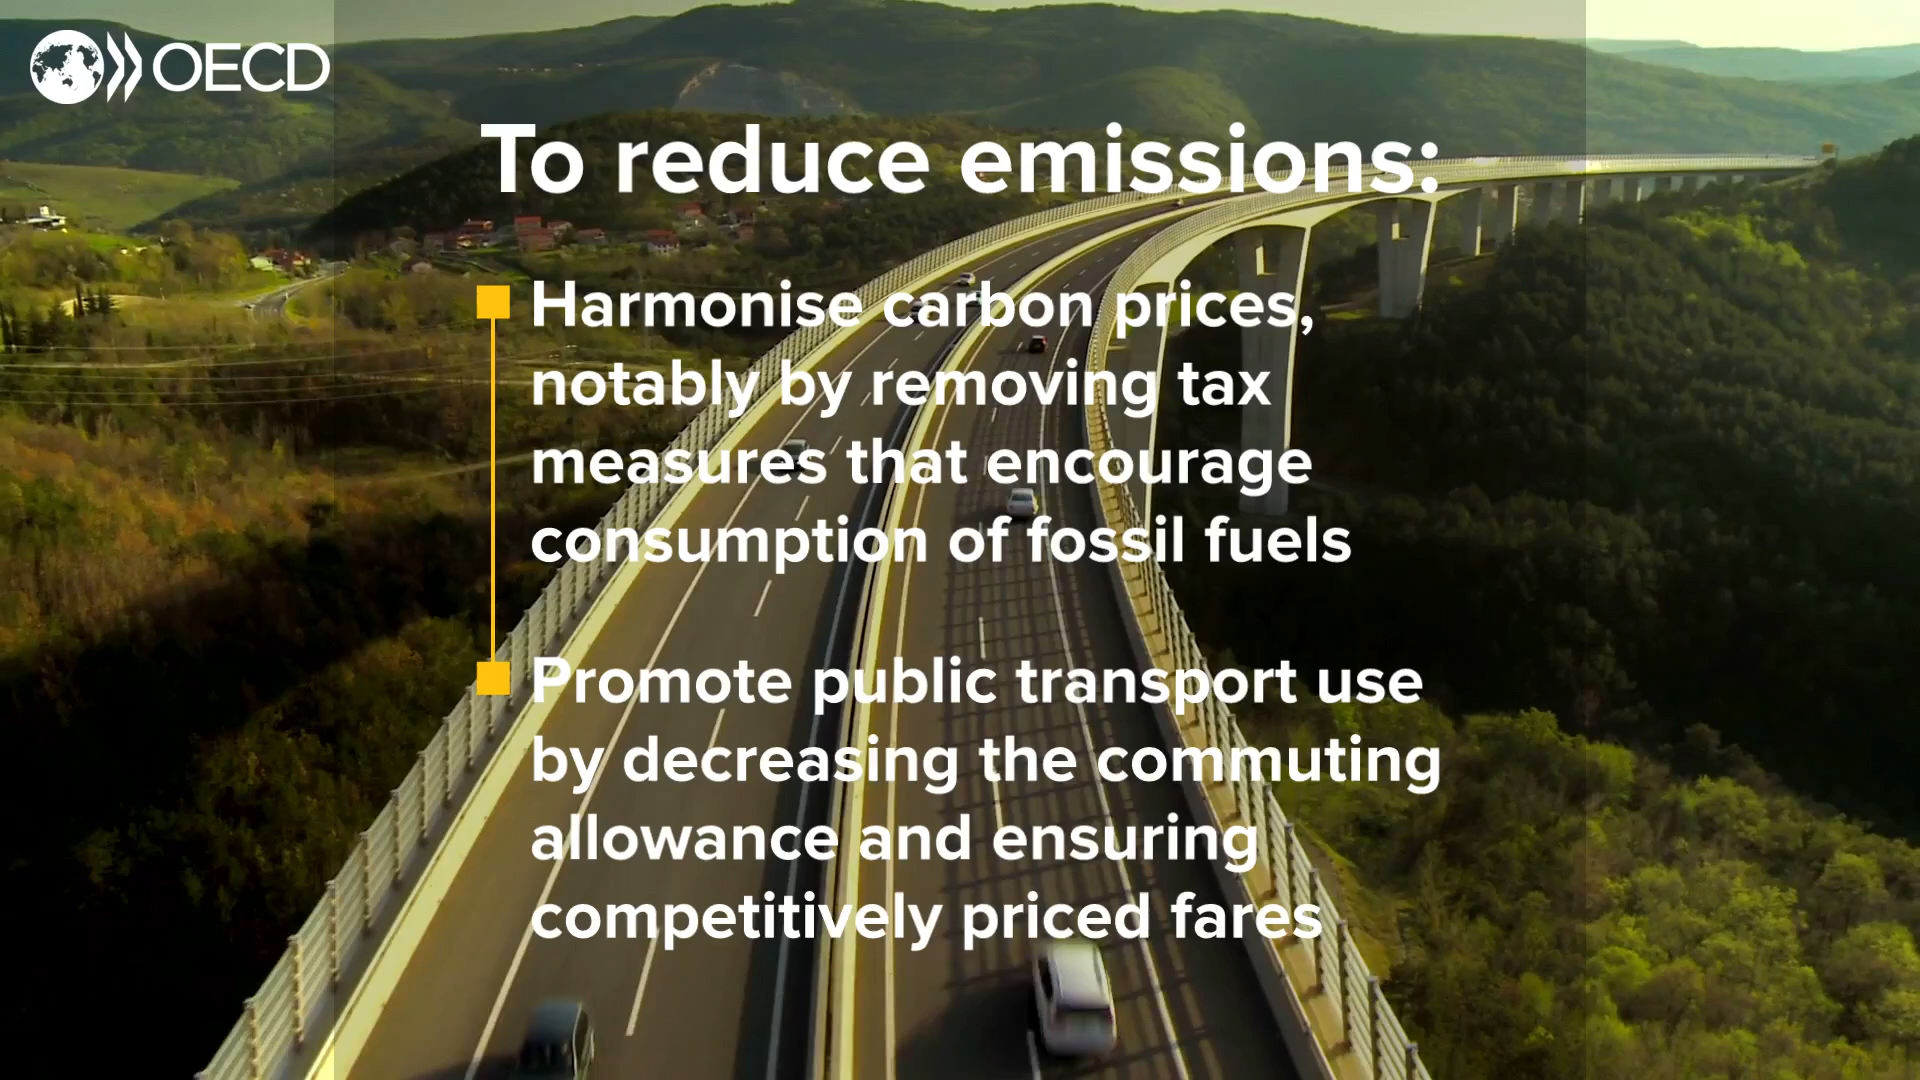 OECD
To reduce emissions:
Harmonise carbon prices,
notably by removing tax
measures that encourage
consumption of fossil fuels
Promote public transport use
by decreasing the commuting
allowance and ensuring
competitively priced fares